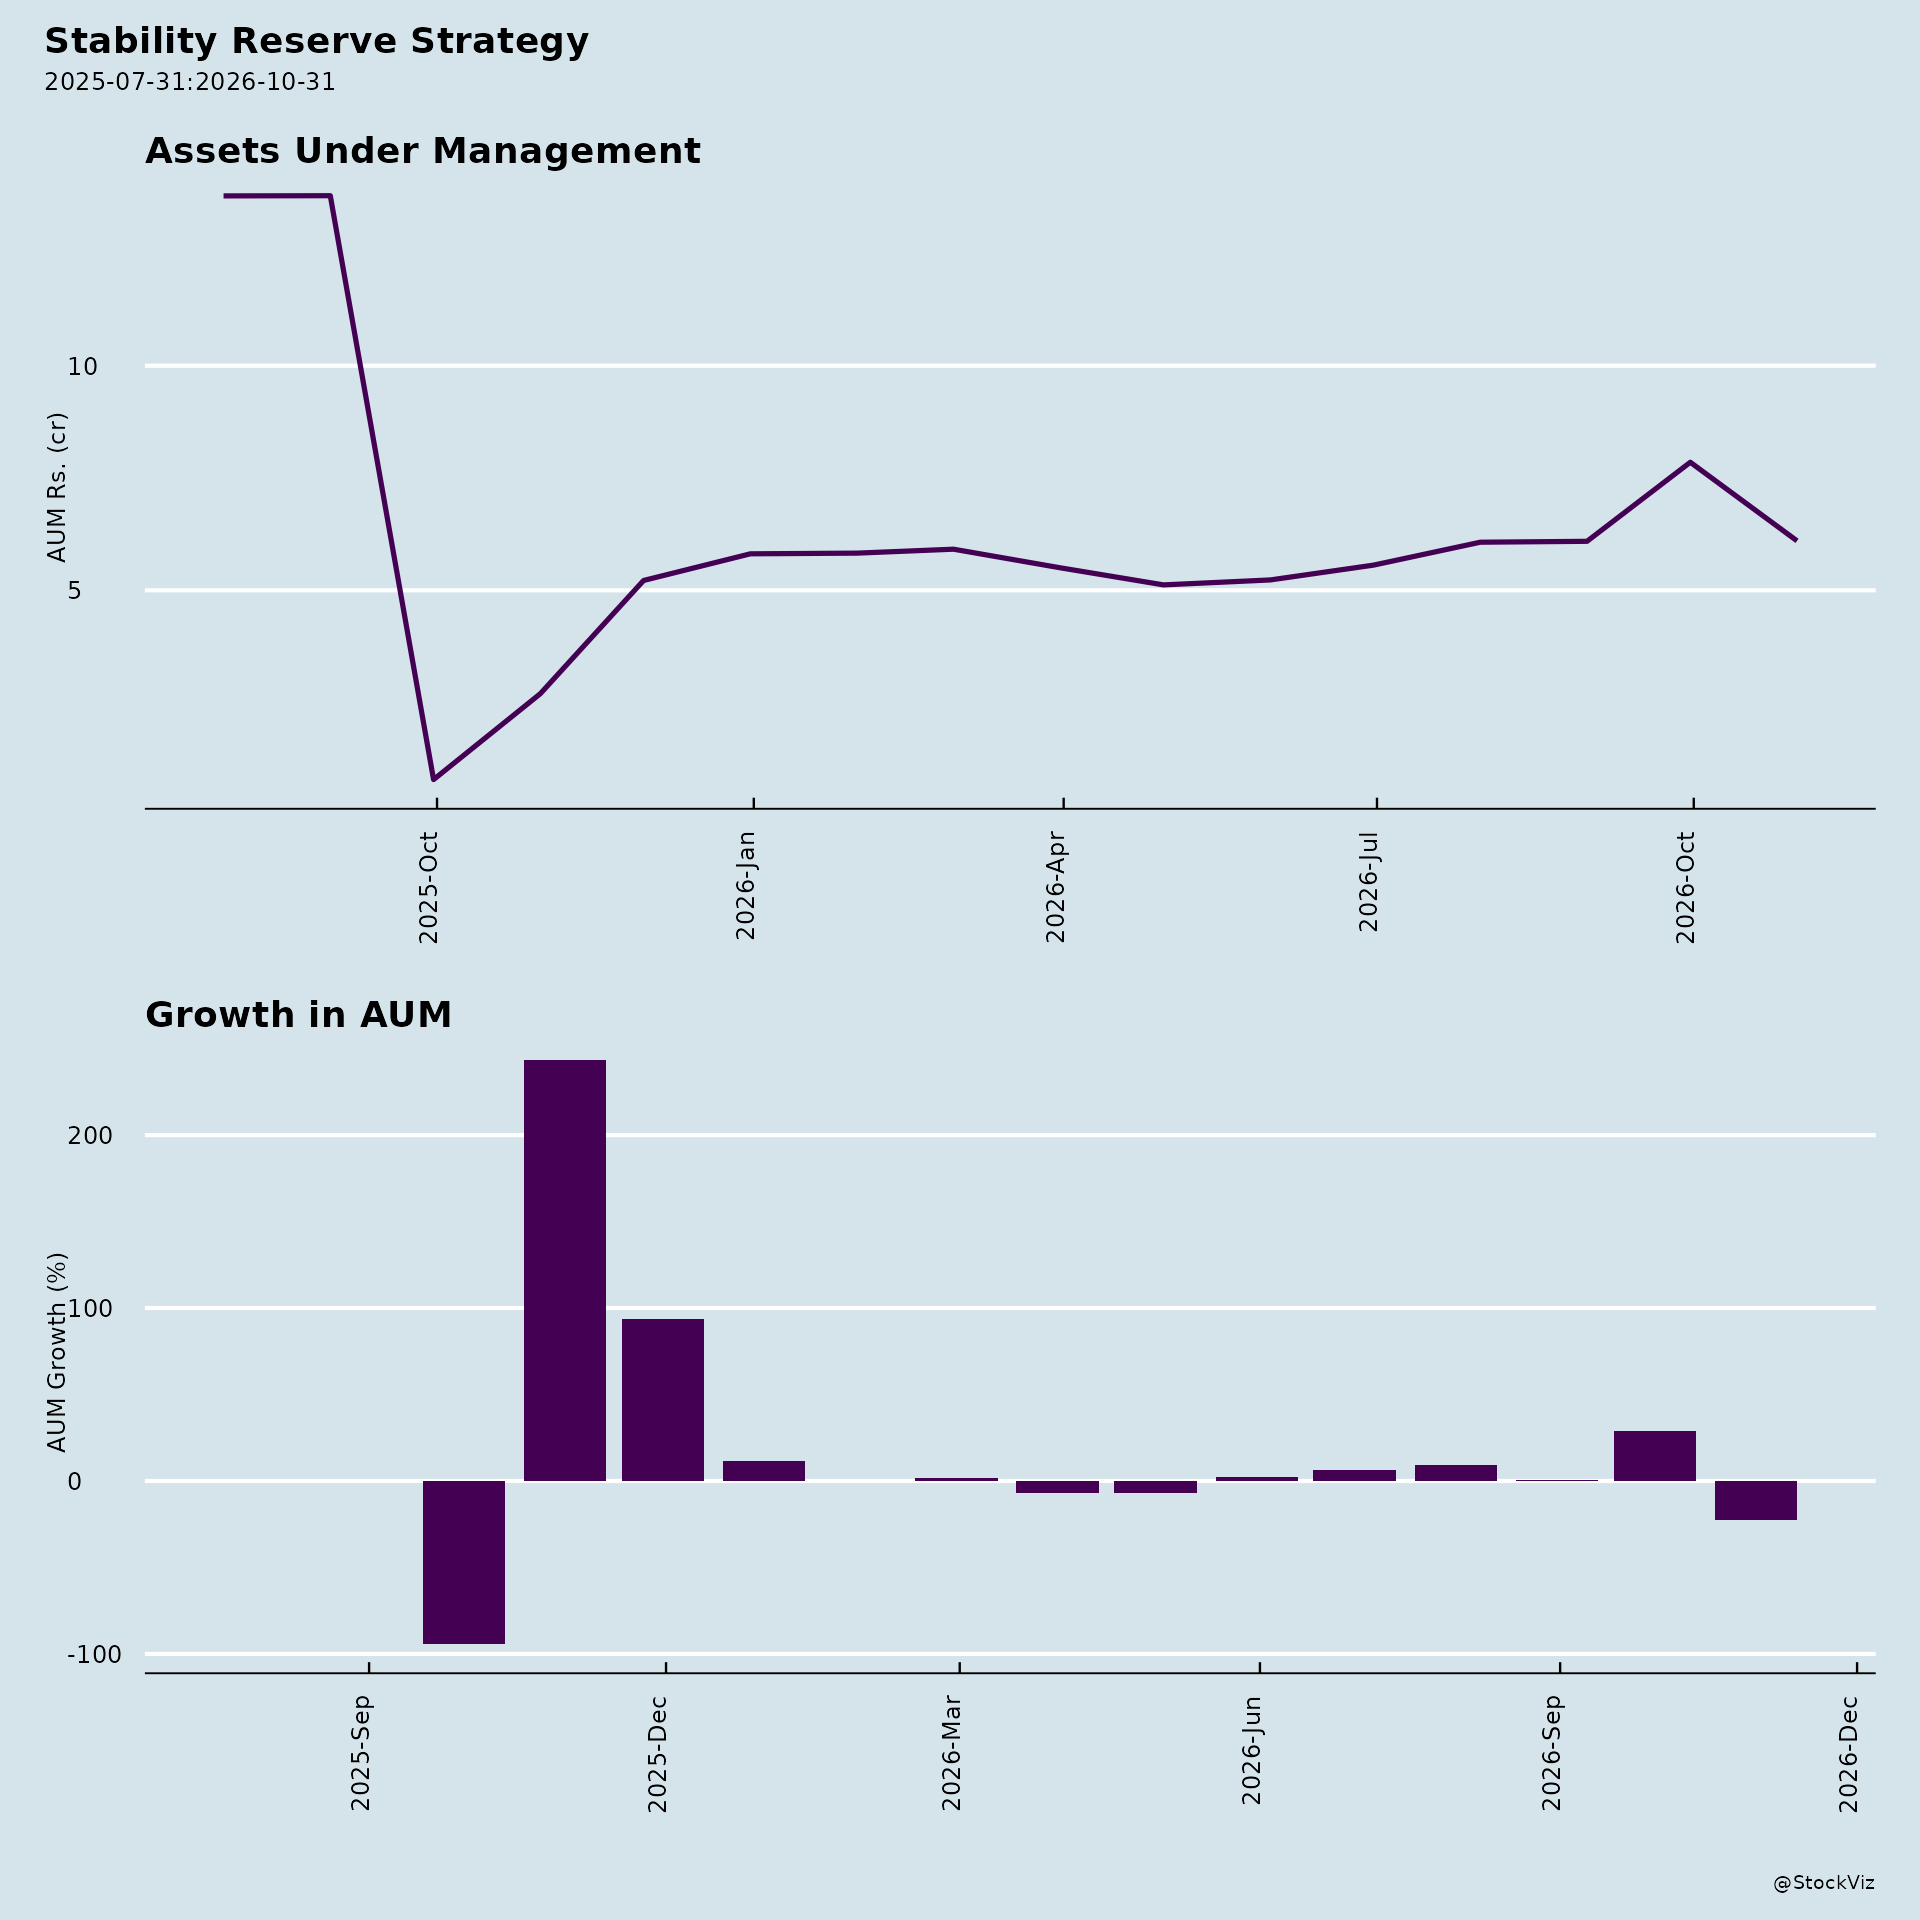 Stability Reserve Strategy
2025-07-31:2026-10-31
Assets Under Management
AUM Rs. (cr)
10
5
2025-Oct
2026-Jan
2026-Apr
2026-Jul
2026-Oct
Growth in AUM
AUM Growth (%)
200
100
0
-100
2025-Sep
2025-Dec
2026-Mar
2026-Jun
2026-Sep
2026-Dec
@StockViz